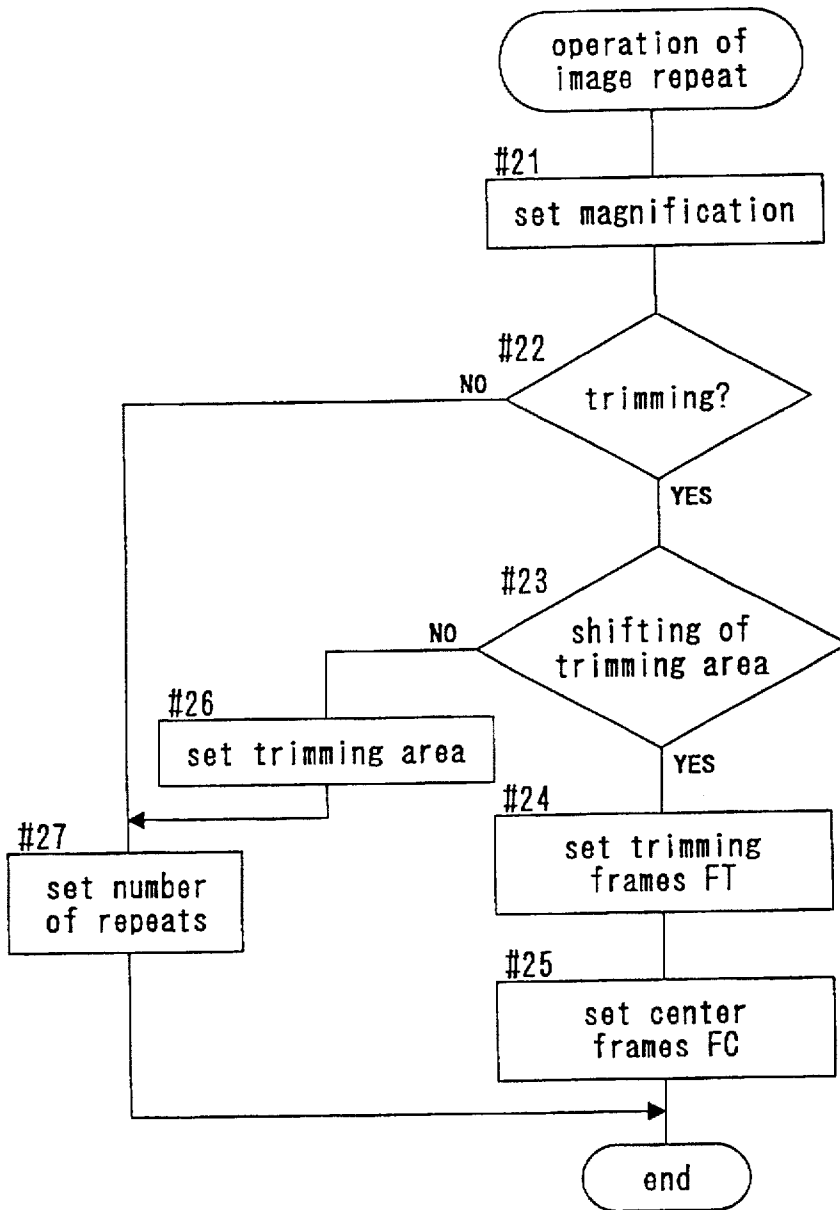 operation of
image repeat
#21
set magnification
#22
NO
trimming?
YES
#23
NO
shifting of
trimming area
#26
set trimming area
YES
#24
set trimming
frames FT
#27
set number
of repeats
#25
set center
frames FC
end